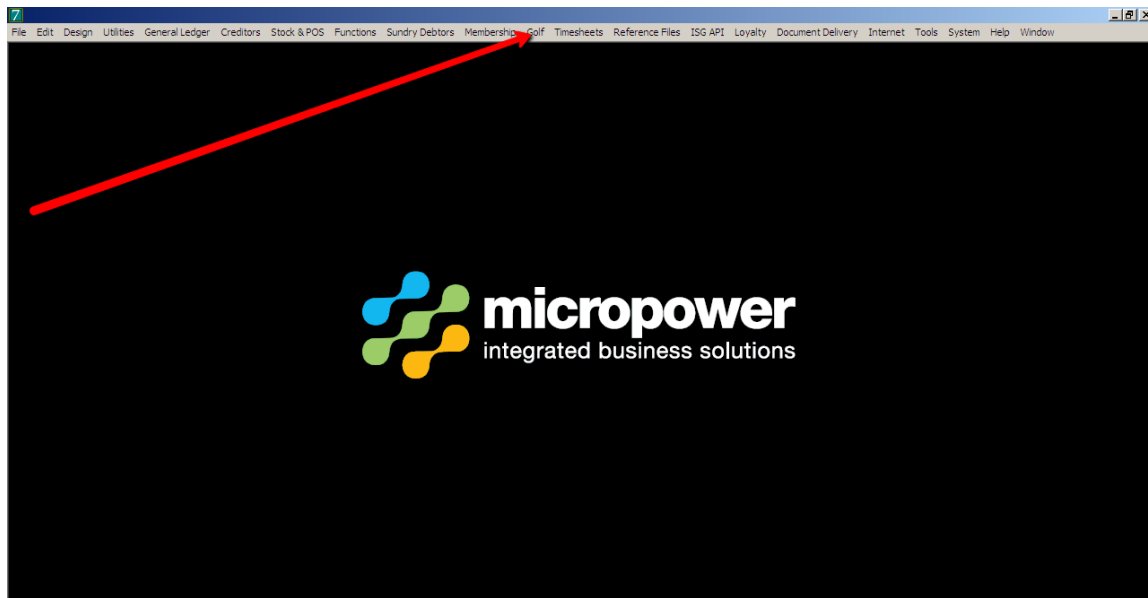 7
File Edit Design Utilities General Ledger Creditors Stock & POS Functions Sundry Debtors Membership Golf Timesheets Reference Files ISG API Loyalty Document Delivery Internet Tools System Help Window
micropower
integrated business solutions